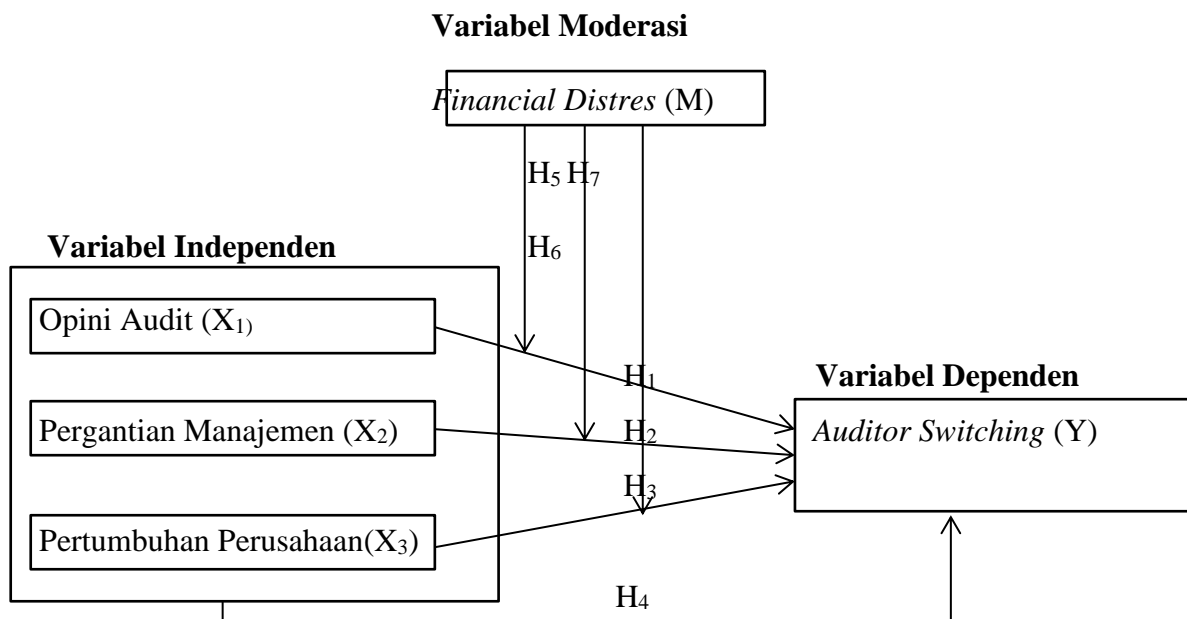 Variabel Moderasi
Financial Distres (M)
H5 H7
H6
Variabel Independen
Opini Audit (X1)
Pergantian Manajemen (X2)
Pertumbuhan Perusahaan(X3)
H1
H2
H3
H4
Variabel Dependen
Auditor Switching (Y)